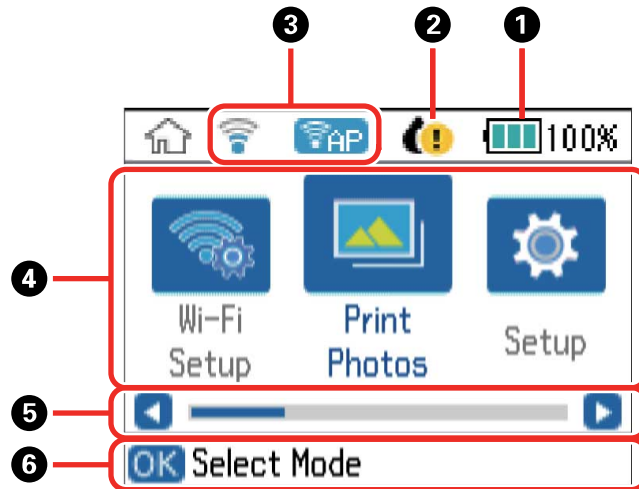 3
2
1
AP
!
100%
4
Wi-Fi
Setup
Print
Photos
Setup
5
6
OK Select Mode